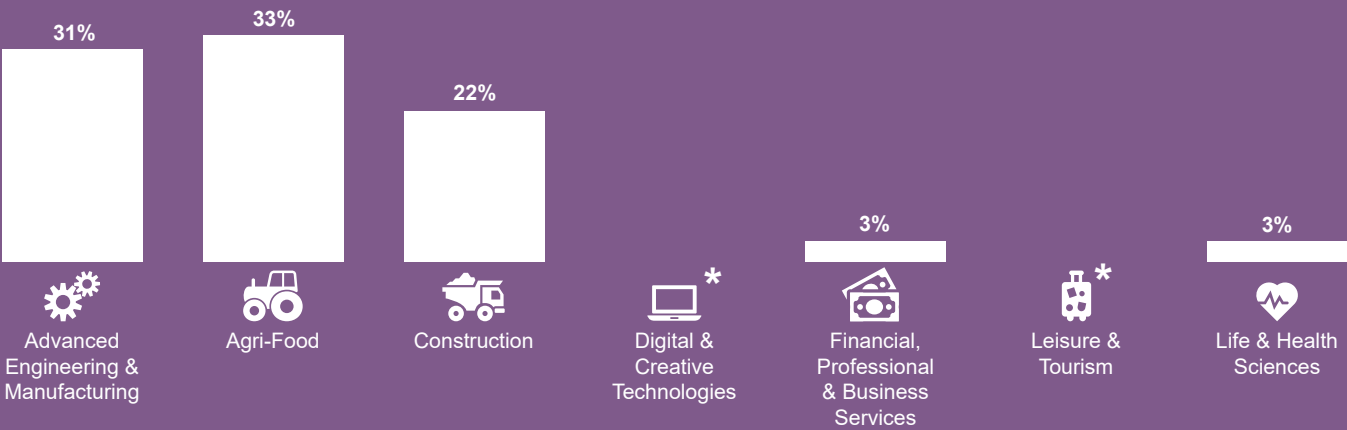 31%
33%
22%
3%
3%
*
*
Advanced
Engineering &
Manufacturing
Agri-Food
Construction
Digital &
Creative
Technologies
Financial,
Professional
& Business
Services
Leisure &
Tourism
Life & Health
Sciences